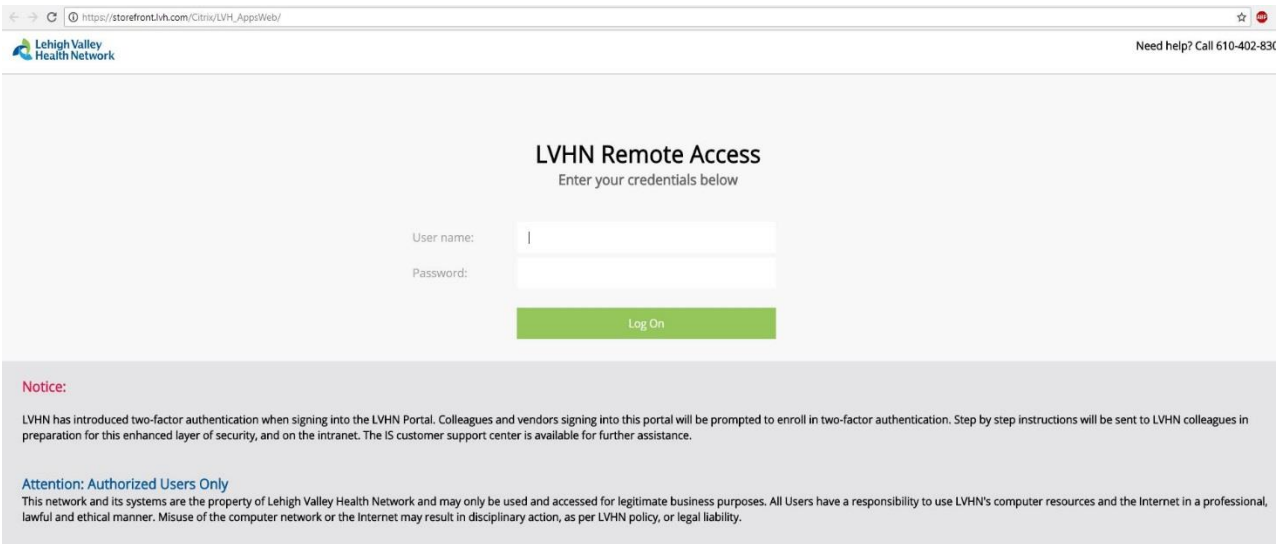 https://storefront.lvh.com/Citrix/LVH_AppsWeb/
Lehigh Valley
Health Network
Need help? Call 610-402-830
LVHN Remote Access
Enter your credentials below
User name:
Password:
Log On
Notice:
LVHN has introduced two-factor authentication when signing into the LVHN Portal. Colleagues and vendors signing into this portal will be prompted to enroll in two-factor authentication. Step by step instructions will be sent to LVHN colleagues in
preparation for this enhanced layer of security, and on the intranet. The IS customer support center is available for further assistance.
Attention: Authorized Users Only
This network and its systems are the property of Lehigh Valley Health Network and may only be used and accessed for legitimate business purposes. All Users have a responsibility to use LVHN's computer resources and the Internet in a professional,
lawful and ethical manner. Misuse of the computer network or the Internet may result in disciplinary action, as per LVHN policy, or legal liability.